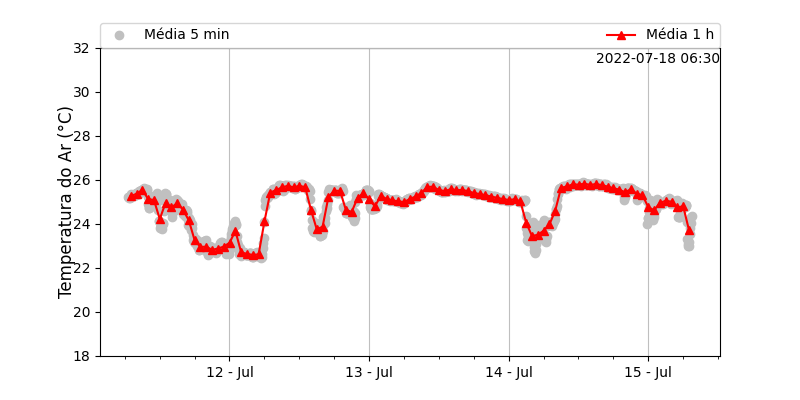 Média 5 min
Média 1 h
2022-07-18 06:30
Temperatura do Ar (°C)
32
30
28
26
24
22
20
18
12 - Jul
13 - Jul
14 - Jul
15 - Jul